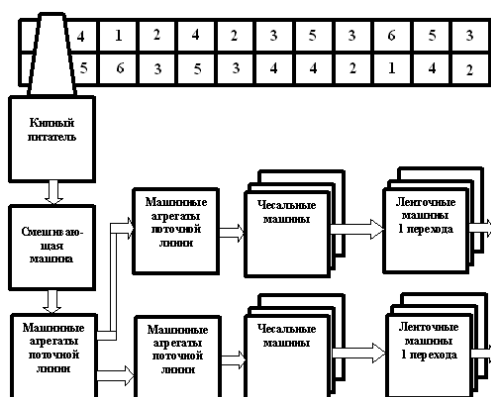 4 1 2 4 2 3 5 3 6 5 3
5 6 3 5 3 4 4 2 1 4 2
Кипный
питатель
Смешиваю-
щая
машина
Машинные
агрегаты
поточной
линии
Чесальные
машины
Ленточные
машины
1 перехода
Машинные
агрегаты
поточной
линии
Машинные
агрегаты
поточной
линии
Чесальные
машины
Ленточные
машины
1 перехода